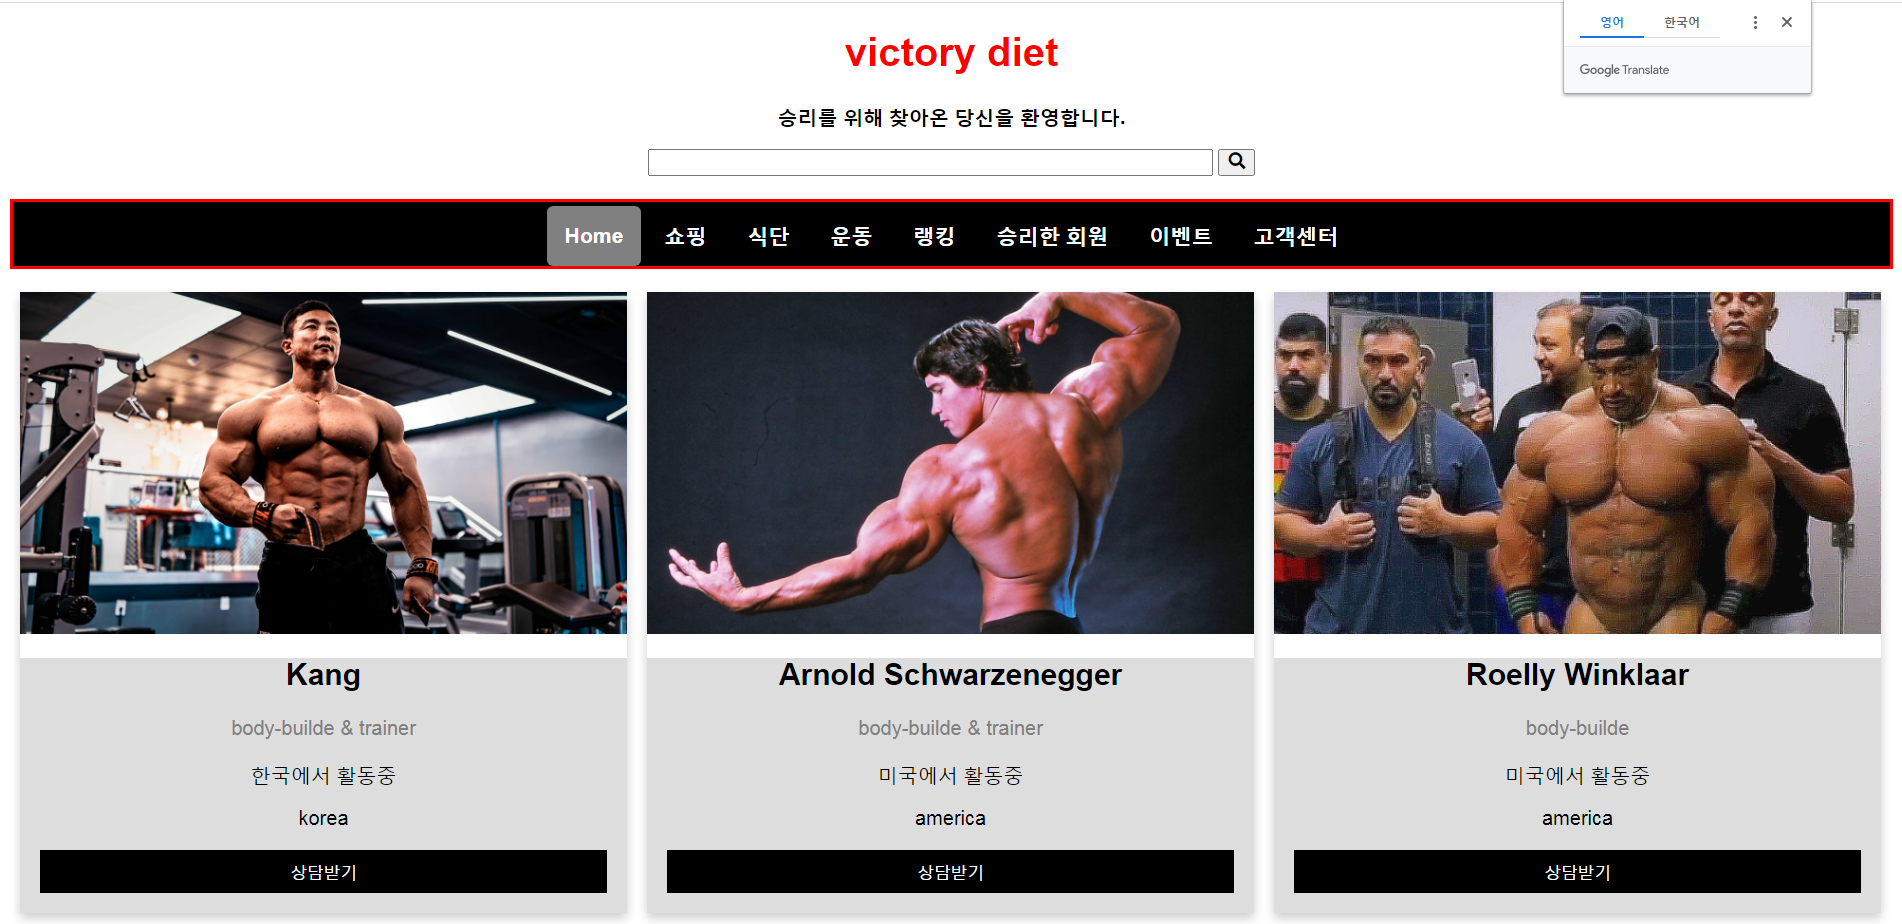 영어 한국어
Google Translate
victory diet
승리를 위해 찾아온 당신을 환영합니다.
Home 쇼핑 식단 운동 랭킹 승리한 회원 이벤트 고객센터
Kang
body-builde & trainer
한국에서 활동중
korea
상담받기
Arnold Schwarzenegger
body-builde & trainer
미국에서 활동중
america
상담받기
Roelly Winklaar
body-builde
미국에서 활동중
america
상담받기